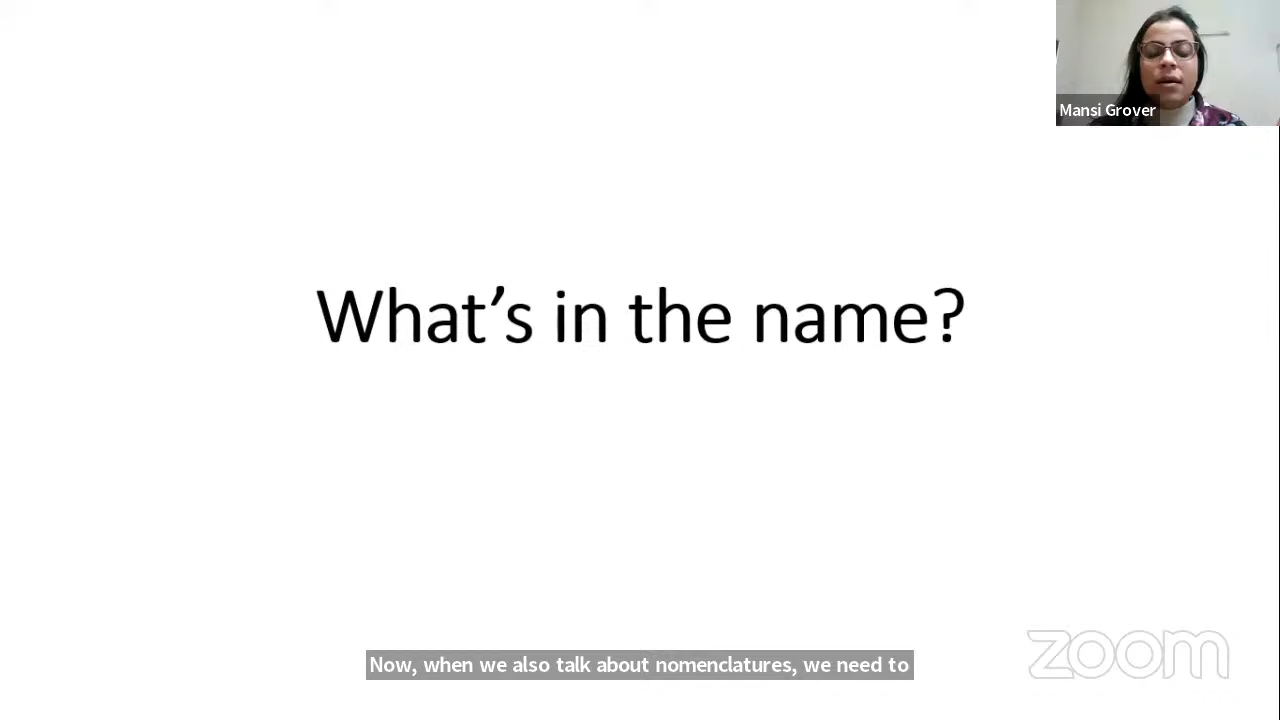 Mansi Grover
What’s in the name?
Now, when we also talk about nomenclatures, we need to
zoom